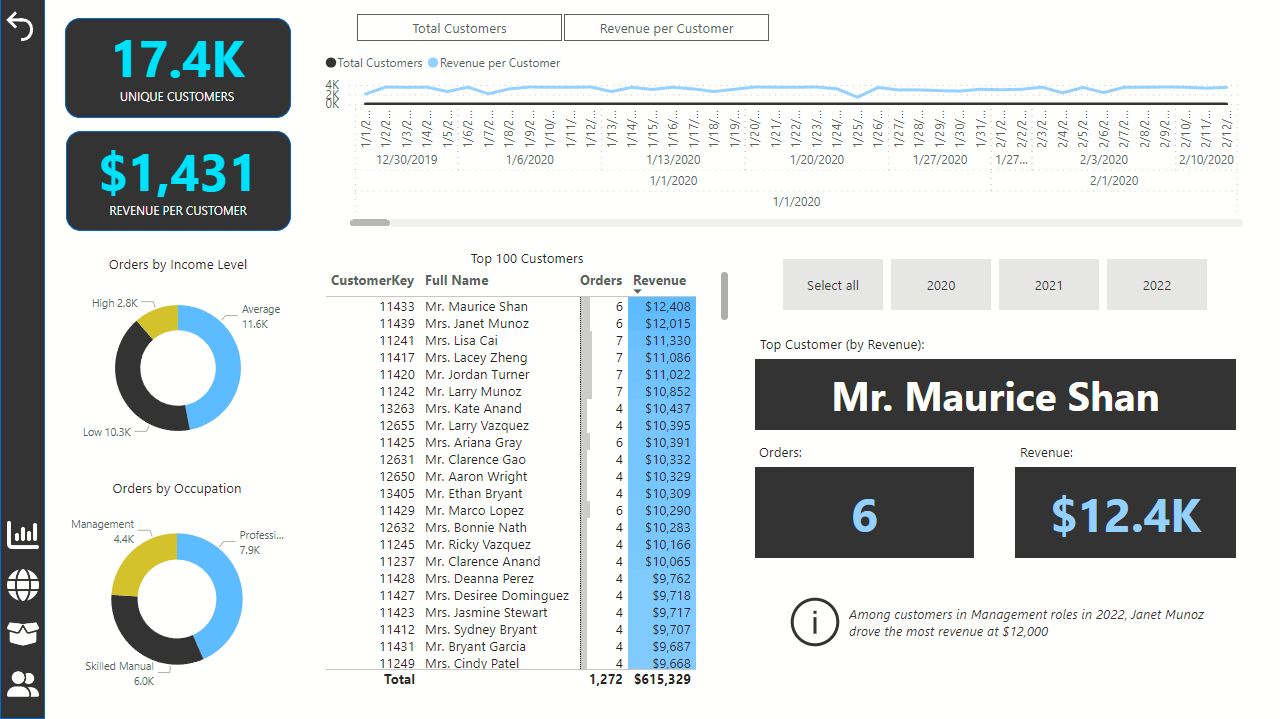 17.4K
UNIQUE CUSTOMERS
$1,431
REVENUE PER CUSTOMER
Total Customers
Revenue per Customer
Total Customers
Revenue per Customer
4K
2K
0K
1/1/2...
1/2/2...
1/3/2...
1/4/2...
1/5/2...
1/6/2...
1/7/2...
1/8/2...
1/9/2...
1/10/...
1/11/...
1/12/...
1/13/...
1/14/...
1/15/...
1/16/...
1/17/...
1/18/...
1/19/...
1/20/...
1/21/...
1/22/...
1/23/...
1/24/...
1/25/...
1/26/...
1/27/...
1/28/...
1/29/...
1/30/...
1/31/...
2/1/2...
2/2/2...
2/3/2...
2/4/2...
2/5/2...
2/6/2...
2/7/2...
2/8/2...
2/9/2...
2/10/...
2/11/...
2/12/...
12/30/2019
1/6/2020
1/13/2020
1/20/2020
1/27/2020
1/27...
2/3/2020
2/10/2020
1/1/2020
2/1/2020
1/1/2020
Orders by Income Level
High 2.8K
Average
11.6K
Low 10.3K
Orders by Occupation
Management
4.4K
Professi...
7.9K
Skilled Manual
6.0K
Top 100 Customers
CustomerKey Full Name Orders Revenue
11433 Mr. Maurice Shan 6 $12,408
11439 Mrs. Janet Munoz 6 $12,015
11241 Mrs. Lisa Cai 7 $11,330
11417 Mrs. Lacey Zheng 7 $11,086
11420 Mr. Jordan Turner 7 $11,022
11242 Mr. Larry Munoz 7 $10,852
13263 Mrs. Kate Anand 4 $10,437
12655 Mr. Larry Vazquez 4 $10,395
11425 Mrs. Ariana Gray 6 $10,391
12631 Mr. Clarence Gao 4 $10,332
12650 Mr. Aaron Wright 4 $10,329
13405 Mr. Ethan Bryant 4 $10,309
11429 Mr. Marco Lopez 6 $10,290
12632 Mrs. Bonnie Nath 4 $10,283
11245 Mr. Ricky Vazquez 4 $10,166
11237 Mr. Clarence Anand 4 $10,065
11428 Mrs. Deanna Perez 4 $9,762
11427 Mrs. Desiree Dominguez 4 $9,718
11423 Mrs. Jasmine Stewart 4 $9,717
11412 Mrs. Sydney Bryant 4 $9,707
11431 Mr. Bryant Garcia 4 $9,687
11249 Mrs. Cindy Patel 4 $9,668
Total 1,272 $615,329
Select all
2020
2021
2022
Top Customer (by Revenue):
Mr. Maurice Shan
Orders:
Revenue:
6
$12.4K
Among customers in Management roles in 2022, Janet Munoz
drove the most revenue at $12,000